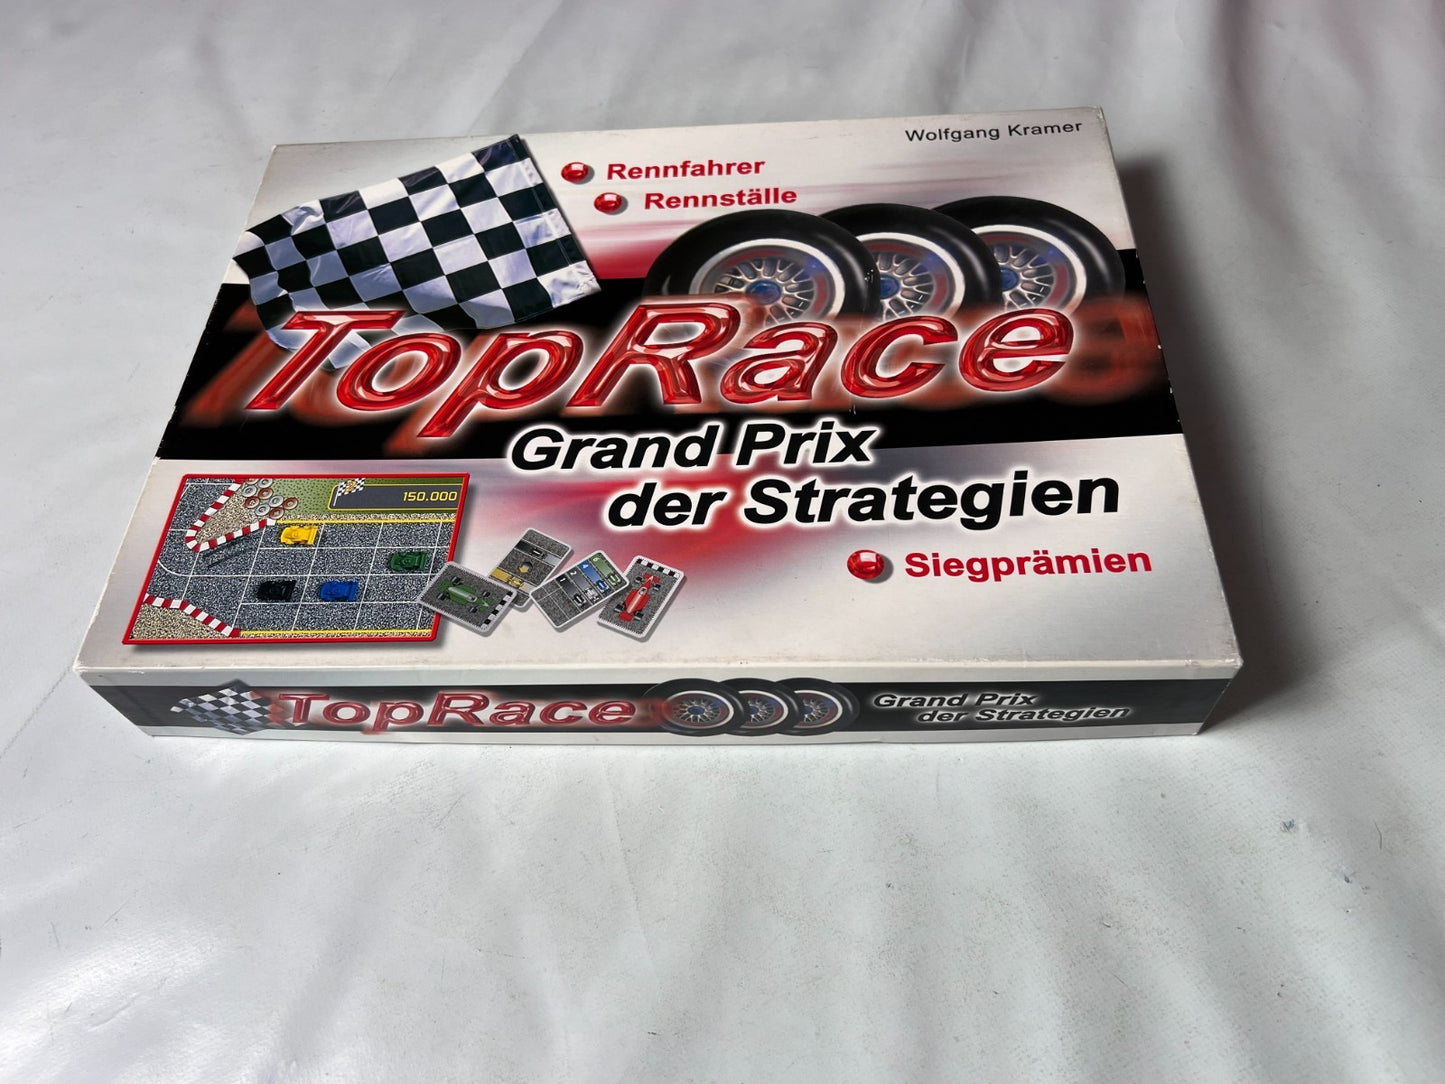 Wolfgang Kramer
Rennfahrer
Rennställe
TopRace
Grand Prix
der Strategien
150.000
Siegprämien
TopRace
Grand Prix
der Strategien